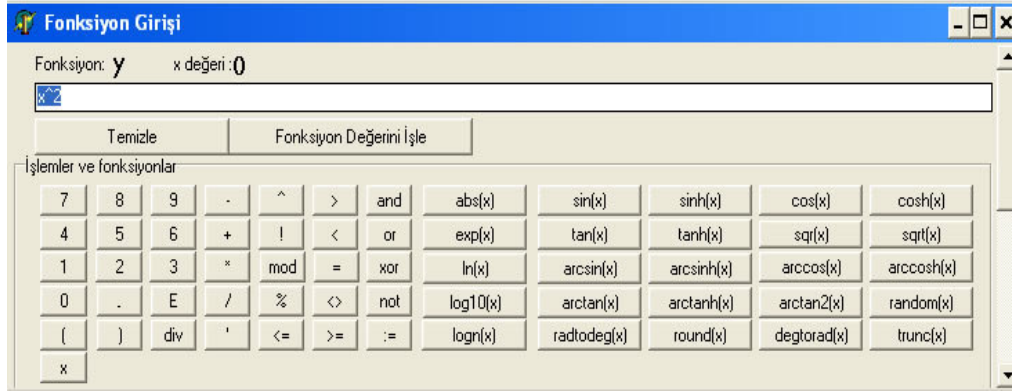 Fonksiyon Girişi
Fonksiyon: y x değeri :0
x^2
Temizle Fonksiyon Değerini İşle
İşlemler ve fonksiyonlar
7 8 9 - ^ > and abs(x) sin(x) sinh(x) cos(x) cosh(x)
4 5 6 + ! < or exp(x) tan(x) tanh(x) sqr(x) sqrt(x)
1 2 3 * mod = xor ln(x) arcsin(x) arcsinh(x) arccos(x) arccosh(x)
0 . E / % <> not log10(x) arctan(x) arctanh(x) arctan2(x) random(x)
( ) div ' <= >= := logn(x) radtodeg(x) round(x) degtorad(x) trunc(x)
x